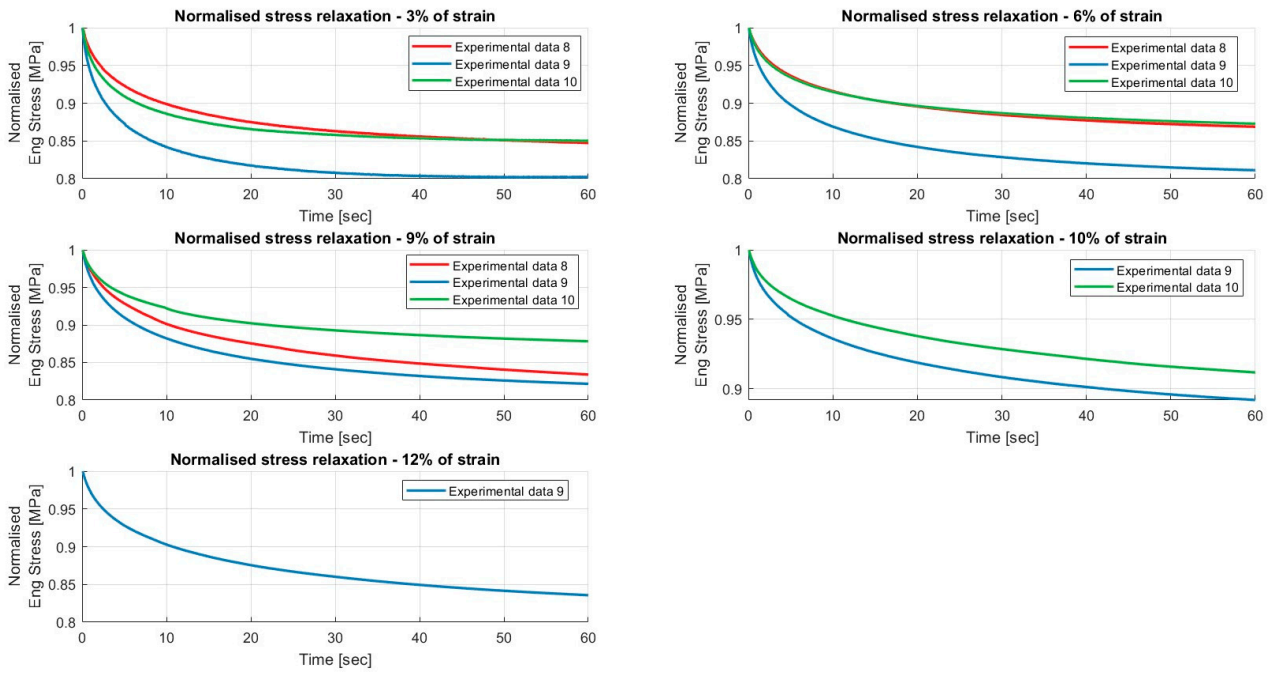 Normalised stress relaxation - 3% of strain
Normalised
Eng Stress [MPa]
1
0.95
0.9
0.85
0.8
Experimental data 8
Experimental data 9
Experimental data 10
0 10 20 30 40 50 60
Time [sec]
Normalised stress relaxation - 6% of strain
Normalised
Eng Stress [MPa]
1
0.95
0.9
0.85
0.8
Experimental data 8
Experimental data 9
Experimental data 10
0 10 20 30 40 50 60
Time [sec]
Normalised stress relaxation - 9% of strain
Normalised
Eng Stress [MPa]
1
0.95
0.9
0.85
0.8
Experimental data 8
Experimental data 9
Experimental data 10
0 10 20 30 40 50 60
Time [sec]
Normalised stress relaxation - 10% of strain
Normalised
Eng Stress [MPa]
1
0.95
0.9
Experimental data 9
Experimental data 10
0 10 20 30 40 50 60
Time [sec]
Normalised stress relaxation - 12% of strain
Normalised
Eng Stress [MPa]
1
0.95
0.9
0.85
0.8
Experimental data 9
0 10 20 30 40 50 60
Time [sec]